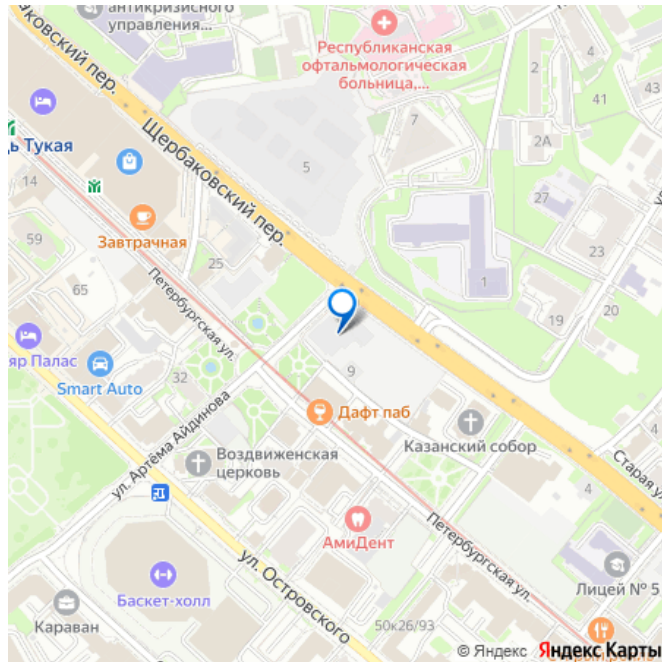 антикризисного
управления...
Республиканская
офтальмологическая
больница,...
аковский пер.
Щербаковский пер.
ь Тукая
Завтрачная
Петербургская ул.
яр Палас
Smart Auto
ул. Артёма Айдинова
Воздвиженская
церковь
Дафт паб
Казанский собор
АмиДент
Петербургская ул.
ул. Островского
Баскет-холл
Караван
Лицей № 5
Старая ул
14
59
65
25
32
5
7
2
2А
4
41
43
27
23
1
19
20
9
4
50к26/93
© Яндекс Яндекс Карты